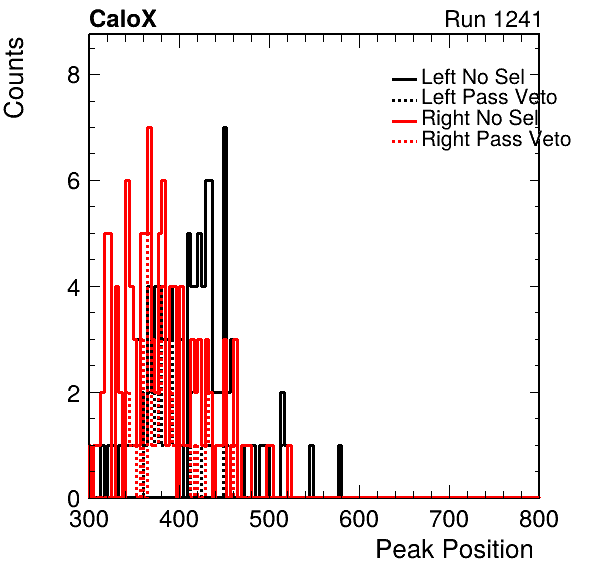 CaloX Run 1241
Counts
8
6
4
2
0
Left No Sel
Left Pass Veto
Right No Sel
Right Pass Veto
300 400 500 600 700 800
Peak Position